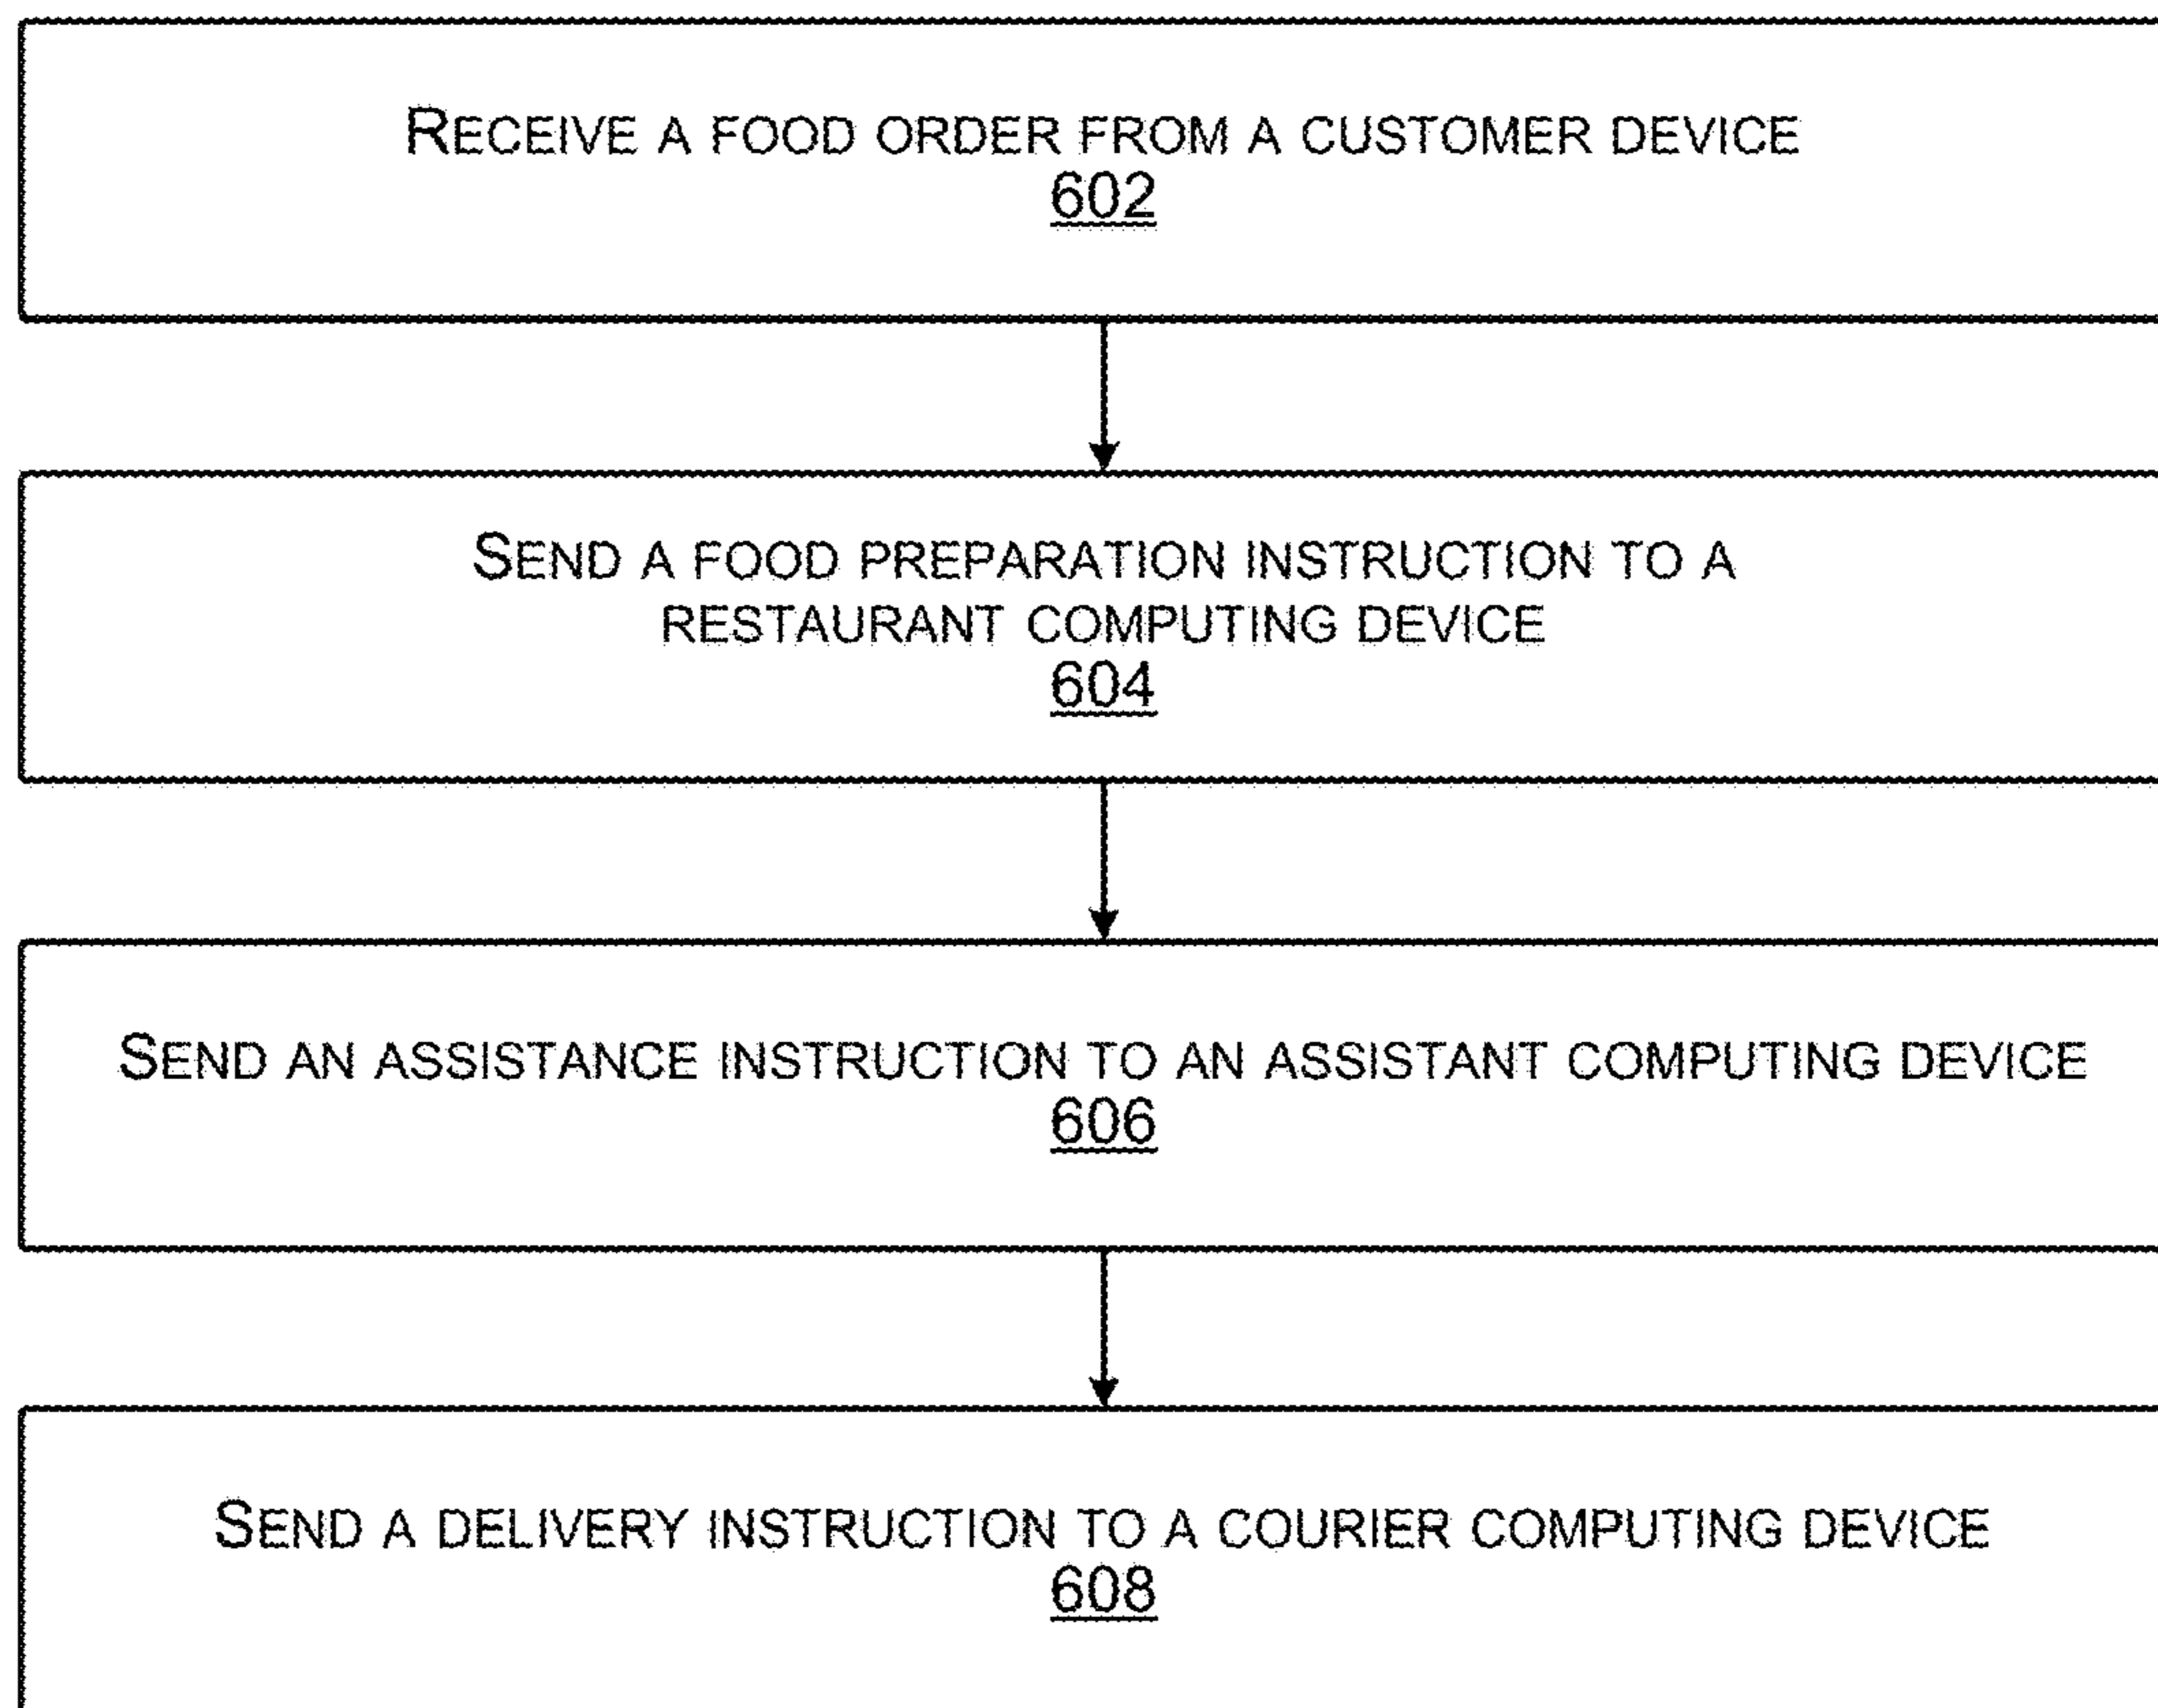 RECEIVE A FOOD ORDER FROM A CUSTOMER DEVICE
602
SEND A FOOD PREPARATION INSTRUCTION TO A
RESTAURANT COMPUTING DEVICE
604
SEND AN ASSISTANCE INSTRUCTION TO AN ASSISTANT COMPUTING DEVICE
606
SEND A DELIVERY INSTRUCTION TO A COURIER COMPUTING DEVICE
608